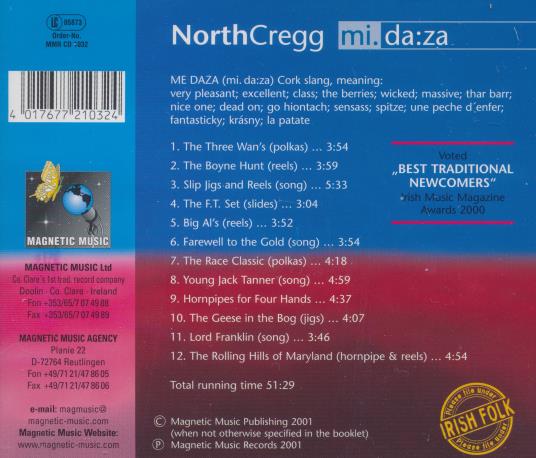 LC 05873
Order-No.
MMR CD 1032
4 017677 210324
MAGNETIC MUSIC
MAGNETIC MUSIC Ltd
Co. Clare's 1st trad. record company
Doolin · Co. Clare · Ireland
Fon +353/65/7 07 49 88
Fax +353/65/7 07 49 89
MAGNETIC MUSIC AGENCY
Planie 22
D-72764 Reutlingen
Fon +49/71 21/47 86 05
Fax +49/71 21/47 86 06
e-mail: magmusic@
magnetic-music.com
Magnetic Music Website:
www.magnetic-music.com
NorthCregg mi.da:za
ME DAZA (mi. da:za) Cork slang, meaning:
very pleasant; excellent; class; the berries; wicked; massive; thar barr;
nice one; dead on; go hiontach; sensass; spitze; une peche d´enfer;
fantasticky; krásny; la patate
1. The Three Wan's (polkas) ... 3:54
2. The Boyne Hunt (reels) ... 3:59
3. Slip Jigs and Reels (song) ... 5:33
4. The F.T. Set (slides) ... 3:04
5. Big Al's (reels) ... 3:52
6. Farewell to the Gold (song) ... 3:54
7. The Race Classic (polkas) ... 4:18
8. Young Jack Tanner (song) ... 4:59
9. Hornpipes for Four Hands ... 4:37
10. The Geese in the Bog (jigs) ... 4:07
11. Lord Franklin (song) ... 3:46
12. The Rolling Hills of Maryland (hornpipe & reels) ... 4:54
Total running time 51:29
Voted
„BEST TRADITIONAL
NEWCOMERS"
Irish Music Magazine
Awards 2000
© Magnetic Music Publishing 2001
(when not otherwise specified in the booklet)
℗ Magnetic Music Records 2001
Please file under
IRISH FOLK
Please file under